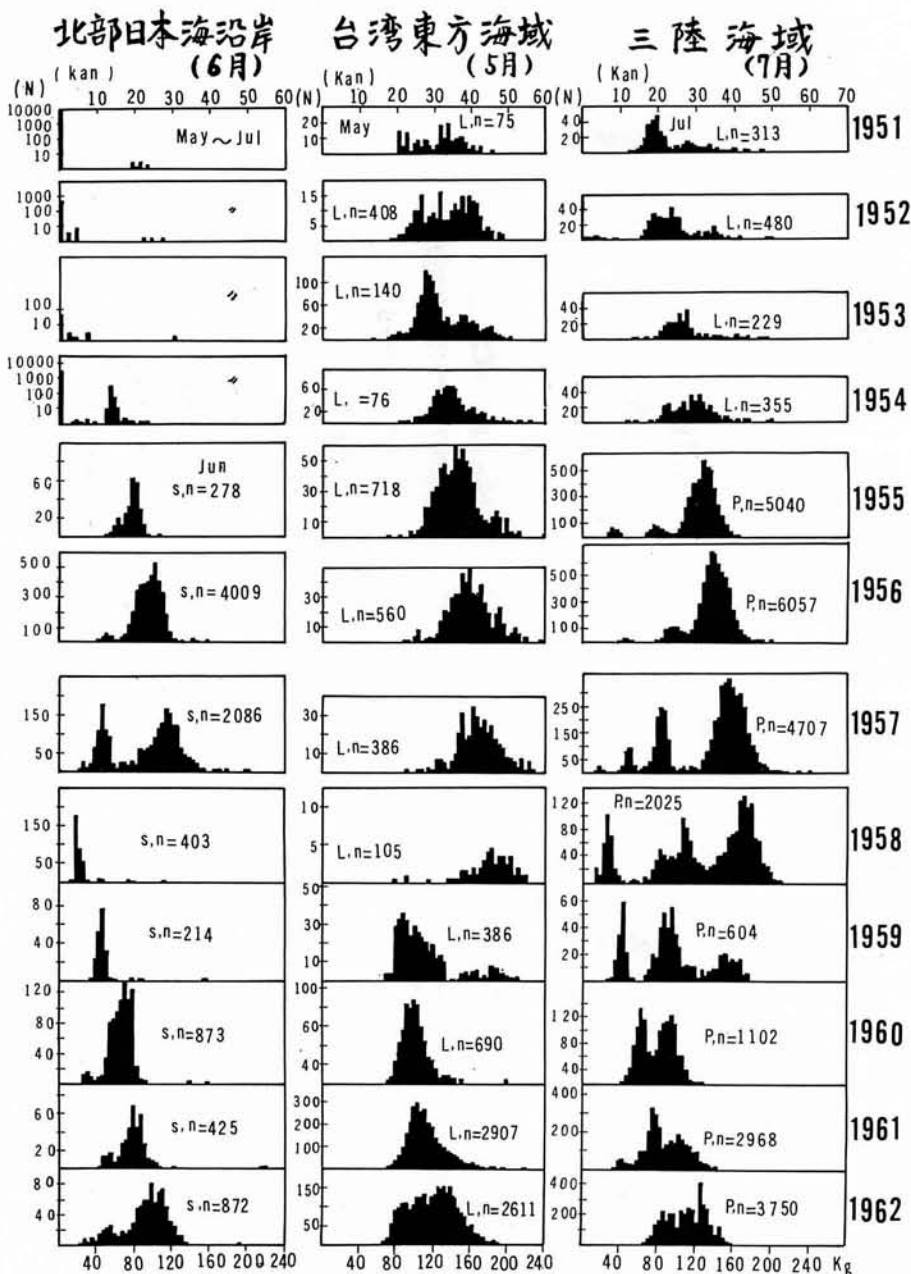 北部日本海沿岸 台湾東方海域 三陸海域
(6月) (5月) (7月)
(kan) (Kan) (Kan)
(N) 10 20 30 40 50 60 (N) 0 10 20 30 40 50 60 (N) 10 20 30 40 50 60 70
10000 1000 100 10 May～Jul
20 10 May L,n=75
40 20 Jul L,n=313
1951
1000 100 10
15 5 L,n=408
40 20 L,n=480
1952
100 10
100 60 20 L,n=140
40 20 L,n=229
1953
10000 1000 100 10
60 20 L, =76
40 20 L,n=355
1954
60 20 Jun s,n=278
50 30 10 L,n=718
500 300 100 P,n=5040
1955
500 300 100 s,n=4009
50 30 10 L,n=560
500 300 100 P,n=6057
1956
150 50 s,n=2086
30 10 L,n=386
250 150 50 P,n=4707
1957
150 50 s,n=403
10 5 L,n=105
120 80 40 P,n=2025
1958
80 40 s,n=214
50 30 10 L,n=386
60 40 20 P,n=604
1959
120 80 40 s,n=873
100 60 20 L,n=690
120 80 40 P,n=1102
1960
60 20 s,n=425
300 200 100 L,n=2907
400 200 P,n=2968
1961
80 40 s,n=872
150 50 L,n=2611
400 200 P,n=3750
1962
40 80 120 160 200 240 40 80 120 160 200 240 40 80 120 160 200 240 Kg